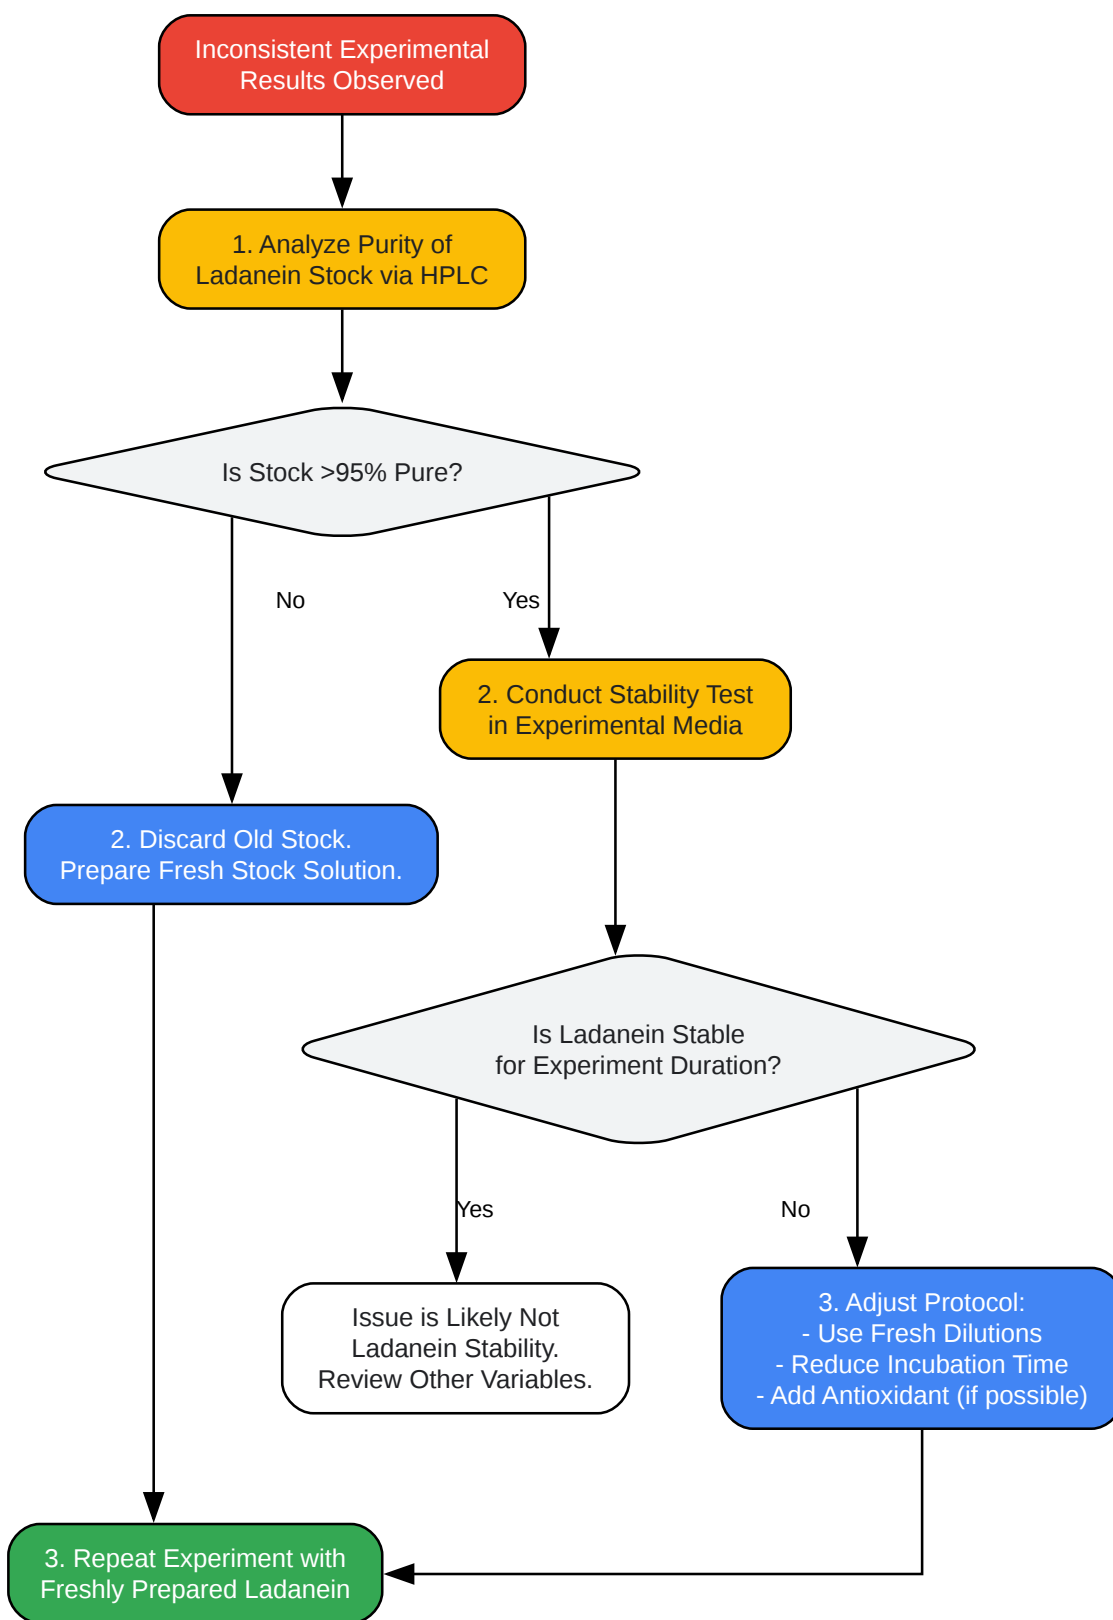 Inconsistent Experimental
Results Observed
1. Analyze Purity of
Ladanein Stock via HPLC
Is Stock >95% Pure?
No
Yes
2. Conduct Stability Test
in Experimental Media
2. Discard Old Stock.
Prepare Fresh Stock Solution.
Is Ladanein Stable
for Experiment Duration?
Yes
No
Issue is Likely Not
Ladanein Stability.
Review Other Variables.
3. Adjust Protocol:
- Use Fresh Dilutions
- Reduce Incubation Time
- Add Antioxidant (if possible)
3. Repeat Experiment with
Freshly Prepared Ladanein